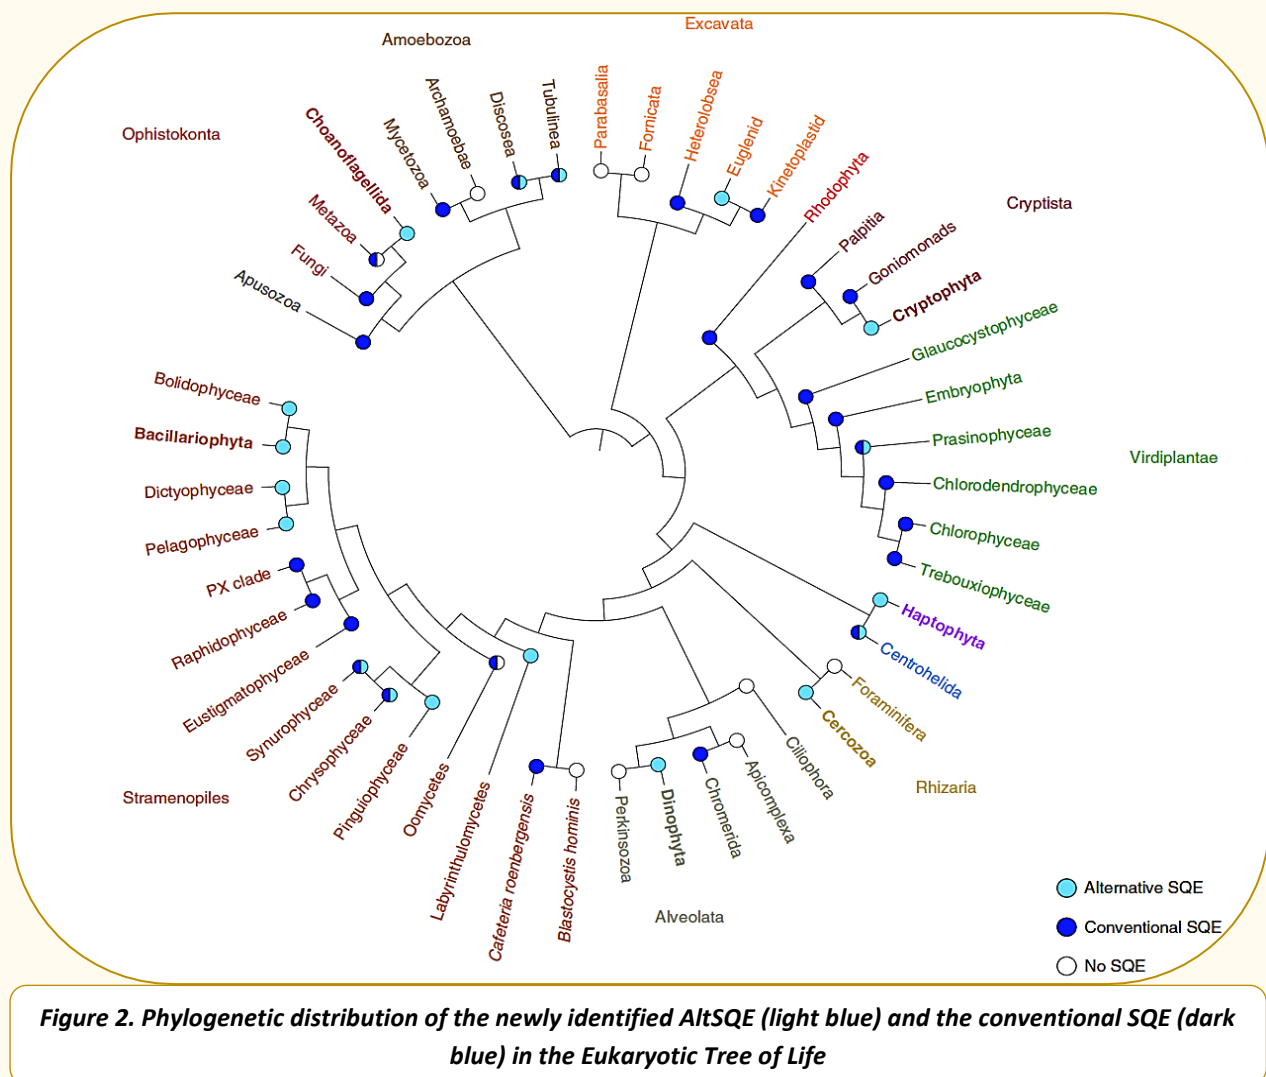 Excavata
Amoebozoa
Ophistokonta
Cryptista
Virdiplantae
Rhizaria
Alveolata
Stramenopiles
Parabasalia
Fornicata
Heterolobsea
Euglenid
Kinetoplastid
Rhodophyta
Palpitia
Goniomonads
Cryptophyta
Glaucocystophyceae
Embryophyta
Prasinophyceae
Chlorodendrophyceae
Chlorophyceae
Trebouxiophyceae
Haptophyta
Centrohelida
Foraminifera
Cercozoa
Ciliophora
Apicomplexa
Chromerida
Dinophyta
Perkinsozoa
Blastocystis hominis
Cafeteria roenbergensis
Labyrinthulomycetes
Oomycetes
Pinguiophyceae
Chrysophyceae
Synurophyceae
Eustigmatophyceae
Raphidophyceae
PX clade
Pelagophyceae
Dictyophyceae
Bacillariophyta
Bolidophyceae
Apusozoa
Fungi
Metazoa
Choanoflagellida
Mycetozoa
Archamoebae
Discosea
Tubulinea
Alternative SQE
Conventional SQE
No SQE
Figure 2. Phylogenetic distribution of the newly identified AltSQE (light blue) and the conventional SQE (dark
blue) in the Eukaryotic Tree of Life